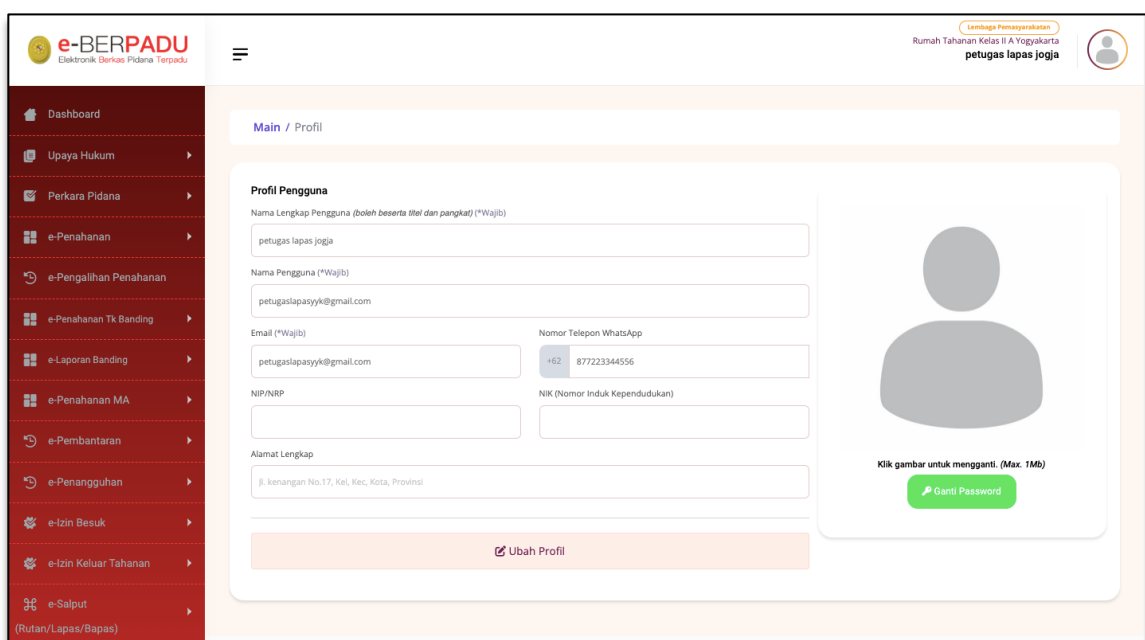 e-BERPADU
Elektronik Berkas Pidana Terpadu
Lembaga Pemasyarakatan
Rumah Tahanan Kelas II A Yogyakarta
petugas lapas jogja
Dashboard
Upaya Hukum
Perkara Pidana
e-Penahanan
e-Pengalihan Penahanan
e-Penahanan Tk Banding
e-Laporan Banding
e-Penahanan MA
e-Pembantaran
e-Penangguhan
e-Izin Besuk
e-Izin Keluar Tahanan
e-Salput
(Rutan/Lapas/Bapas)
Main / Profil
Profil Pengguna
Nama Lengkap Pengguna (boleh beserta titel dan pangkat) (*Wajib)
petugas lapas jogja
Nama Pengguna (*Wajib)
petugaslapasyyk@gmail.com
Email (*Wajib)
Nomor Telepon WhatsApp
petugaslapasyyk@gmail.com
+62 877223344556
NIP/NRP
NIK (Nomor Induk Kependudukan)
Alamat Lengkap
Jl. kenangan No.17, Kel, Kec, Kota, Provinsi
Ubah Profil
Klik gambar untuk mengganti. (Max. 1Mb)
Ganti Password